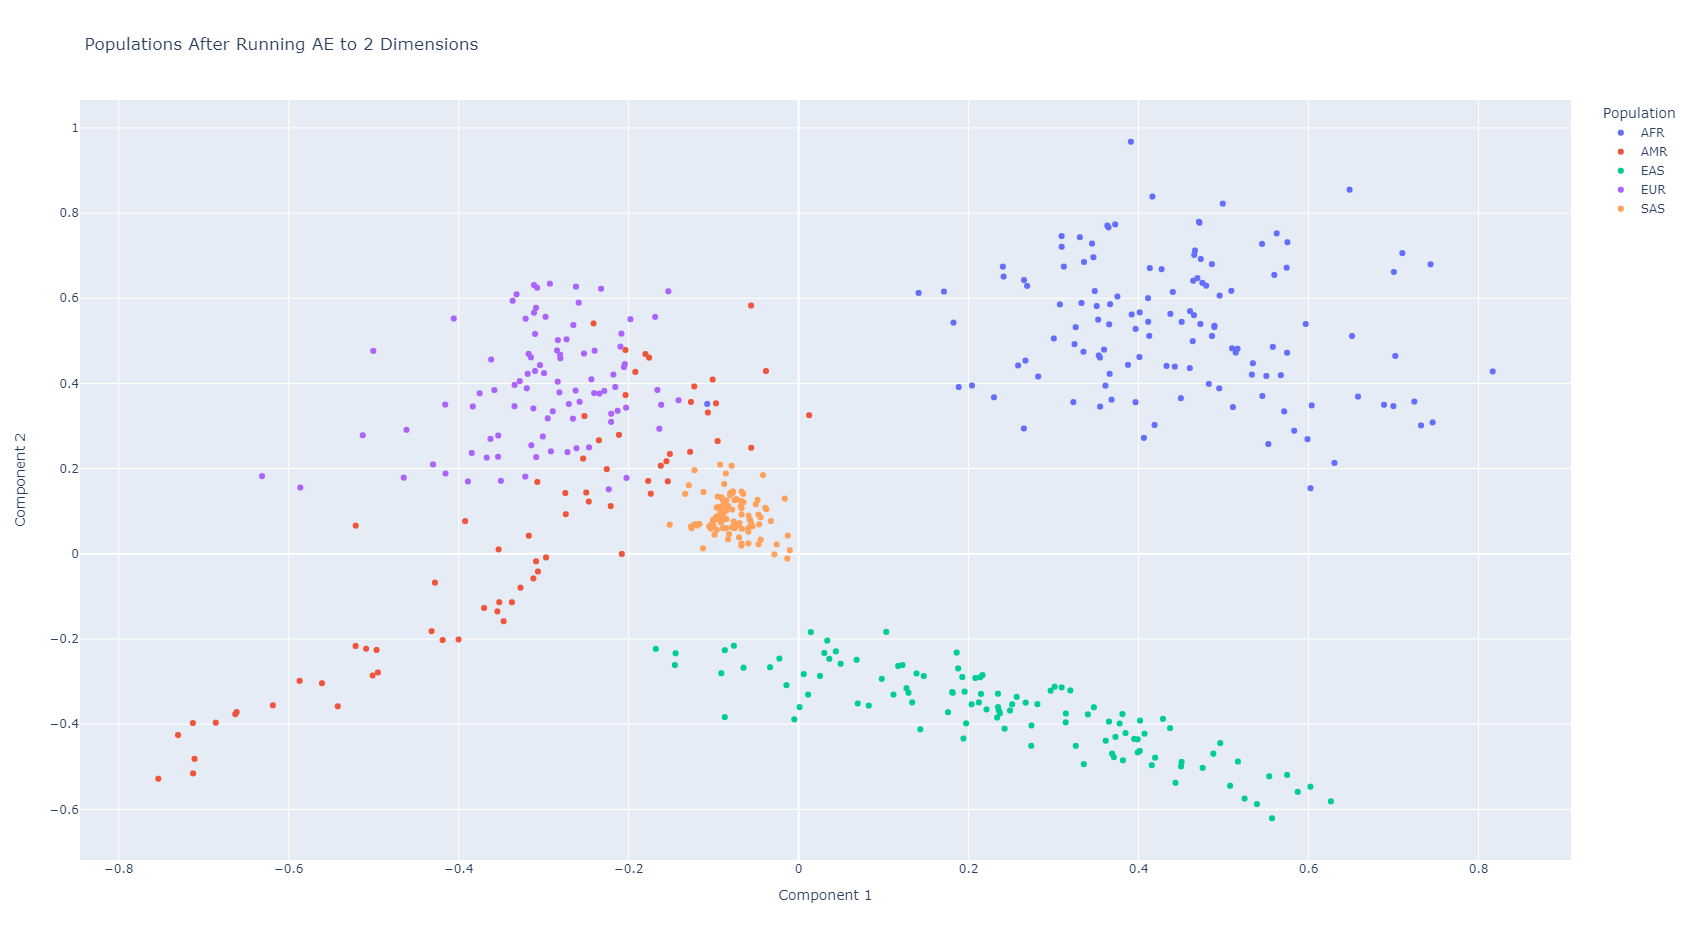 Populations After Running AE to 2 Dimensions
Population
AFR
AMR
EAS
EUR
SAS
1
0.8
0.6
0.4
0.2
0
−0.2
−0.4
−0.6
Component 2
−0.8
−0.6
−0.4
−0.2
0
0.2
0.4
0.6
0.8
Component 1